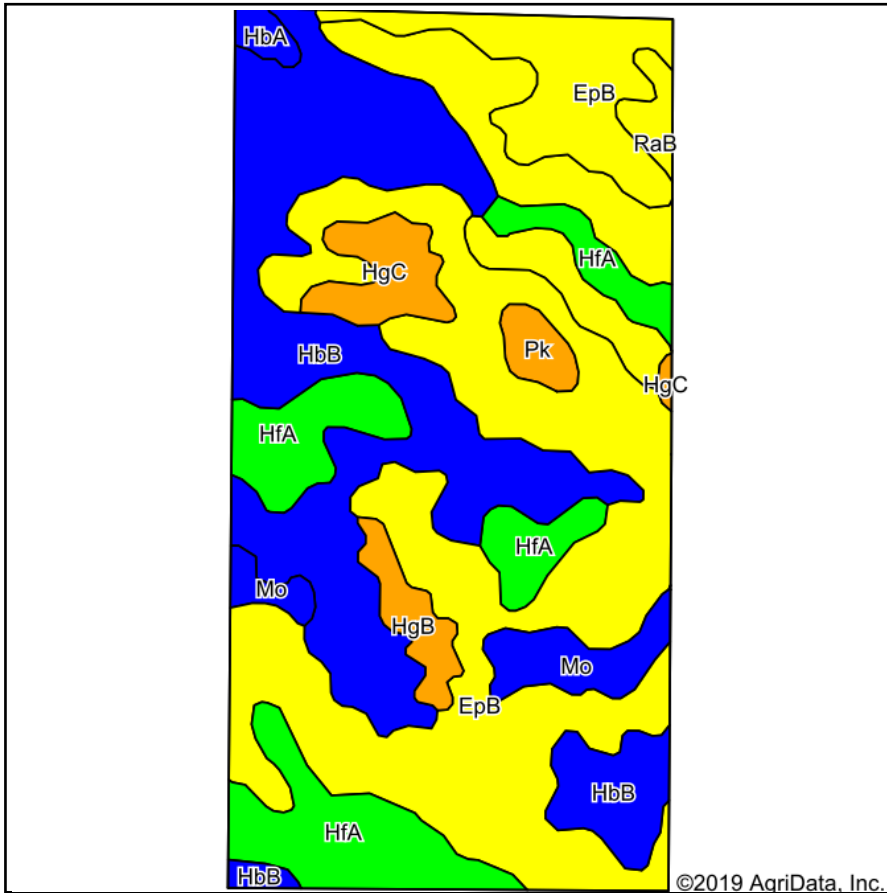 HbA
EpB
RaB
HfA
HgC
Pk
HbB
HgC
HfA
HfA
Mo
HgB
Mo
EpB
HbB
HfA
HbB
©2019 AgriData, Inc.